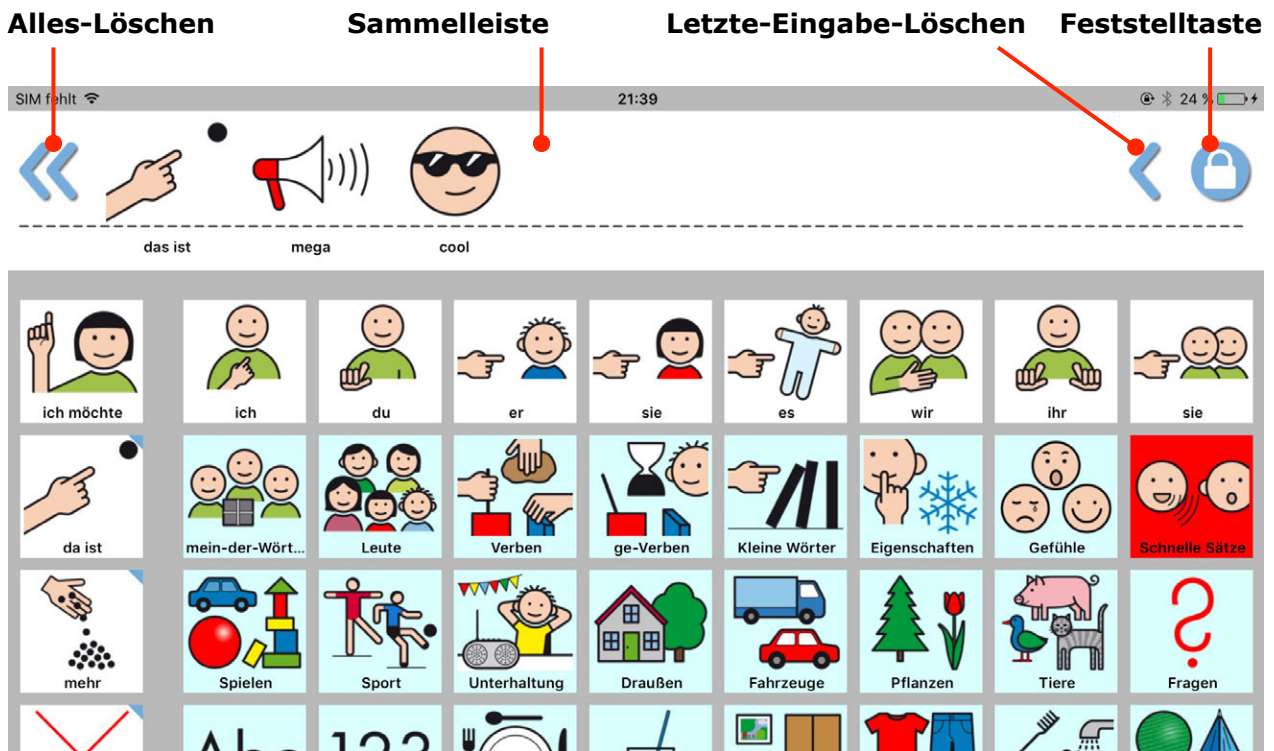 Alles-Löschen Sammelleiste Letzte-Eingabe-Löschen Feststelltaste
SIM fehlt 21:39 24 %
das ist mega cool
ich möchte ich du er sie es wir ihr sie
da ist mein-der-Wört... Leute Verben ge-Verben Kleine Wörter Eigenschaften Gefühle Schnelle Sätze
mehr Spielen Sport Unterhaltung Draußen Fahrzeuge Pflanzen Tiere Fragen
Abc 123